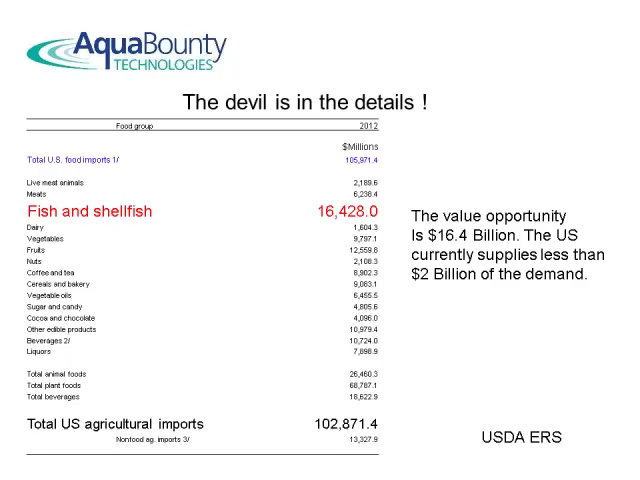 AquaBounty
TECHNOLOGIES
The devil is in the details !
Food group 2012
$Millions
Total U.S. food imports 1/ 105,971.4
Live meat animals 2,189.6
Meats 6,238.4
Fish and shellfish 16,428.0
Dairy 1,604.3
Vegetables 9,797.1
Fruits 12,559.8
Nuts 2,108.3
Coffee and tea 8,902.3
Cereals and bakery 9,083.1
Vegetable oils 6,455.5
Sugar and candy 4,805.6
Cocoa and chocolate 4,096.0
Other edible products 10,979.4
Beverages 2/ 10,724.0
Liquors 7,898.9
Total animal foods 26,460.3
Total plant foods 68,787.1
Total beverages 18,622.9
Total US agricultural imports 102,871.4
Nonfood ag. imports 3/ 13,327.9
The value opportunity
Is $16.4 Billion. The US
currently supplies less than
$2 Billion of the demand.
USDA ERS